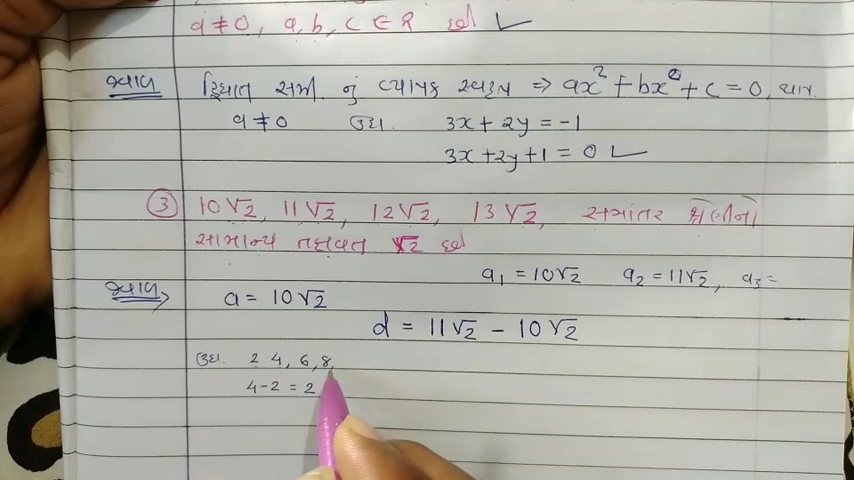 a ≠ 0, a, b, c ∈ R છે
જવાબ દ્વિઘાત સમી. નું વ્યાપક સ્વરૂપ ⇒ ax² + bx + c = 0, થાય.
a ≠ 0 ઉદા. 3x + 2y = -1
3x + 2y + 1 = 0
③ 10√2, 11√2, 12√2, 13√2, સમાંતર શ્રેણીનો
સામાન્ય તફાવત √2 છે
a₁ = 10√2 a₂ = 11√2, a₃ =
જવાબ a = 10√2
d = 11√2 - 10√2
ઉદા. 2 4, 6, 8,
4-2 = 2